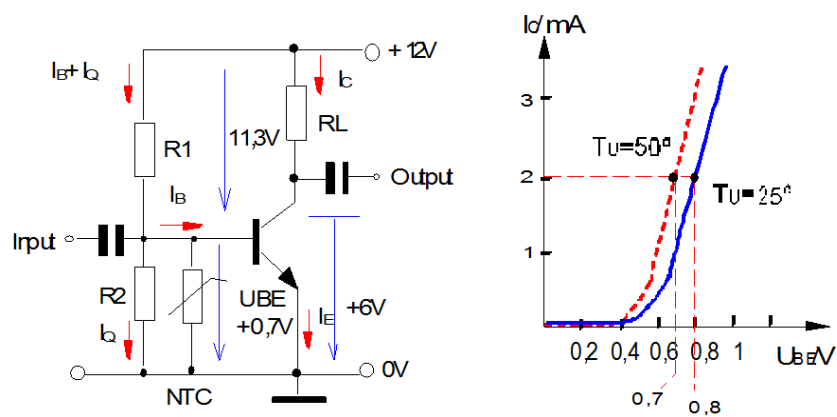 + 12V
IB+ IQ
IC
R1
11,3V
RL
Output
IB
Input
R2
UBE
+0,7V
IE
+6V
IQ
NTC
0V
IC/mA
3
TU=50°
2
TU=25°
1
0,2
0,4
0,6
0,8
1
UBE/V
0,7
0,8